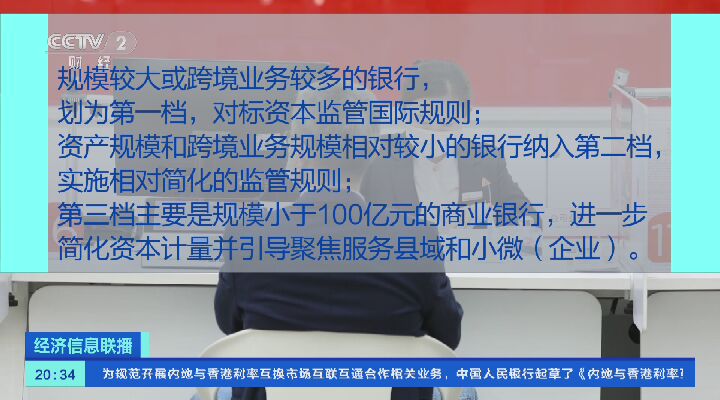 CCTV 2
财经
规模较大或跨境业务较多的银行，
划为第一档，对标资本监管国际规则；
资产规模和跨境业务规模相对较小的银行纳入第二档，
实施相对简化的监管规则；
第三档主要是规模小于100亿元的商业银行，进一步
简化资本计量并引导聚焦服务县域和小微（企业）。
经济信息联播
20:34 为规范开展内地与香港利率互换市场互联互通合作相关业务，中国人民银行起草了《内地与香港利率